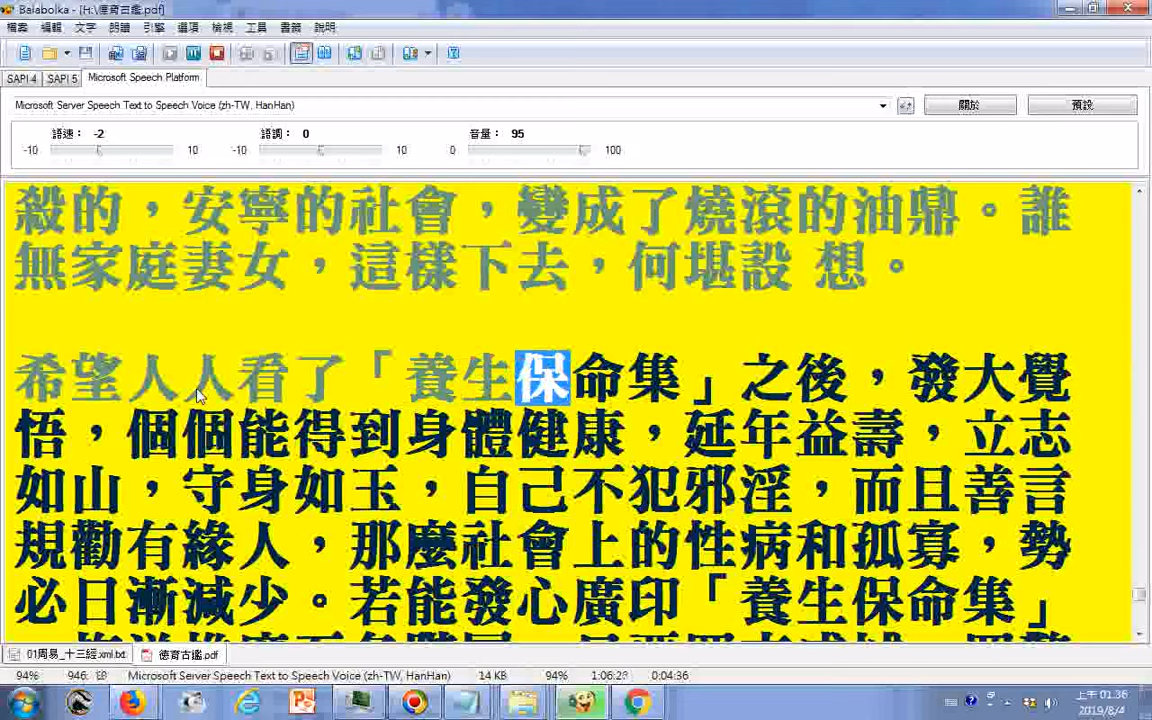 Balabolka - [H:\德育古鑑.pdf]
檔案 編輯 文字 朗讀 引擎 選項 檢視 工具 書籤 說明
SAPI 4 SAPI 5 Microsoft Speech Platform
Microsoft Server Speech Text to Speech Voice (zh-TW, HanHan) 關於 預設
語速： -2 語調： 0 音量： 95
-10 10 -10 10 0 100
殺的，安寧的社會，變成了燒滾的油鼎。誰
無家庭妻女，這樣下去，何堪設 想。
希望人人看了「養生保命集」之後，發大覺
悟，個個能得到身體健康，延年益壽，立志
如山，守身如玉，自己不犯邪淫，而且善言
規勸有緣人，那麼社會上的性病和孤寡，勢
必日漸減少。若能發心廣印「養生保命集」
01周易_十三經.xml.txt 德育古鑑.pdf
94% Microsoft Server Speech Text to Speech Voice (zh-TW, HanHan) 14 KB 94% 1:06:23 0:04:36
上午 01:36
2019/8/4